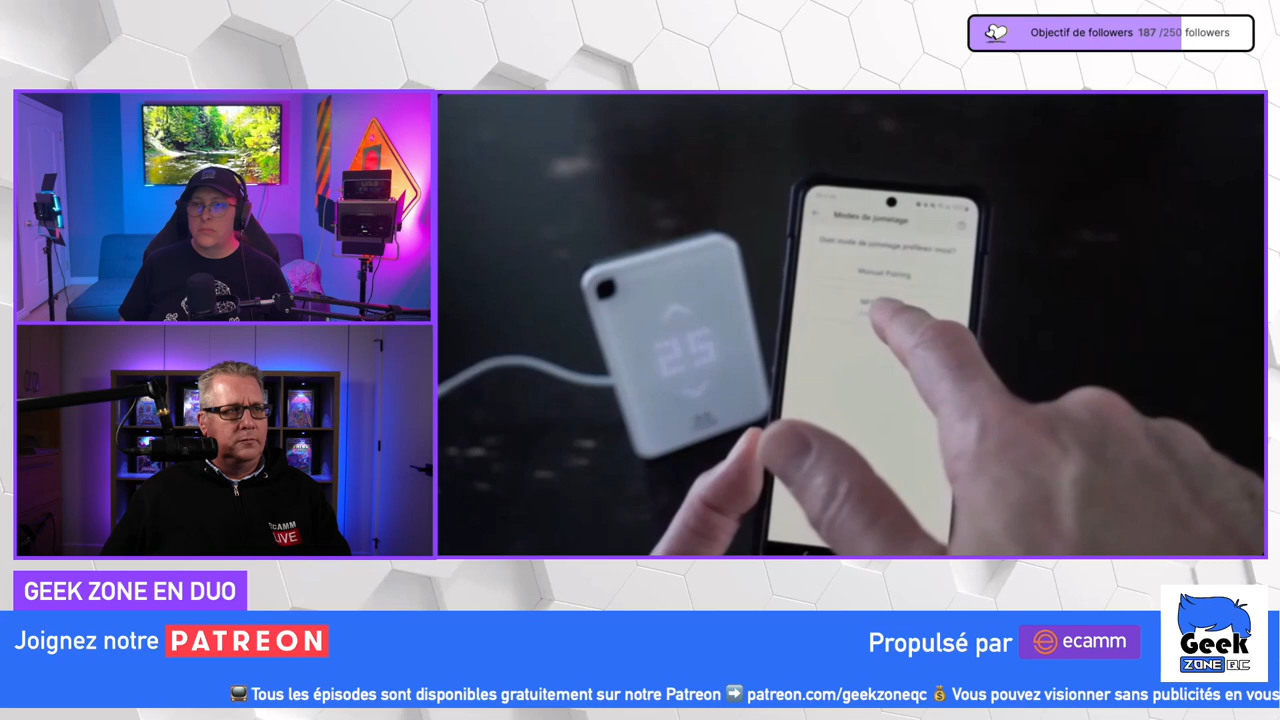 Objectif de followers 187 /250 followers
Modes de jumelage
Quel mode de jumelage préférez-vous?
Manual Pairing
25
ECAMM
LIVE
GEEK ZONE EN DUO
Joignez notre PATREON
Propulsé par ecamm
Geek
ZONE QC
📺 Tous les épisodes sont disponibles gratuitement sur notre Patreon ➡️ patreon.com/geekzoneqc 💰 Vous pouvez visionner sans publicités en vous